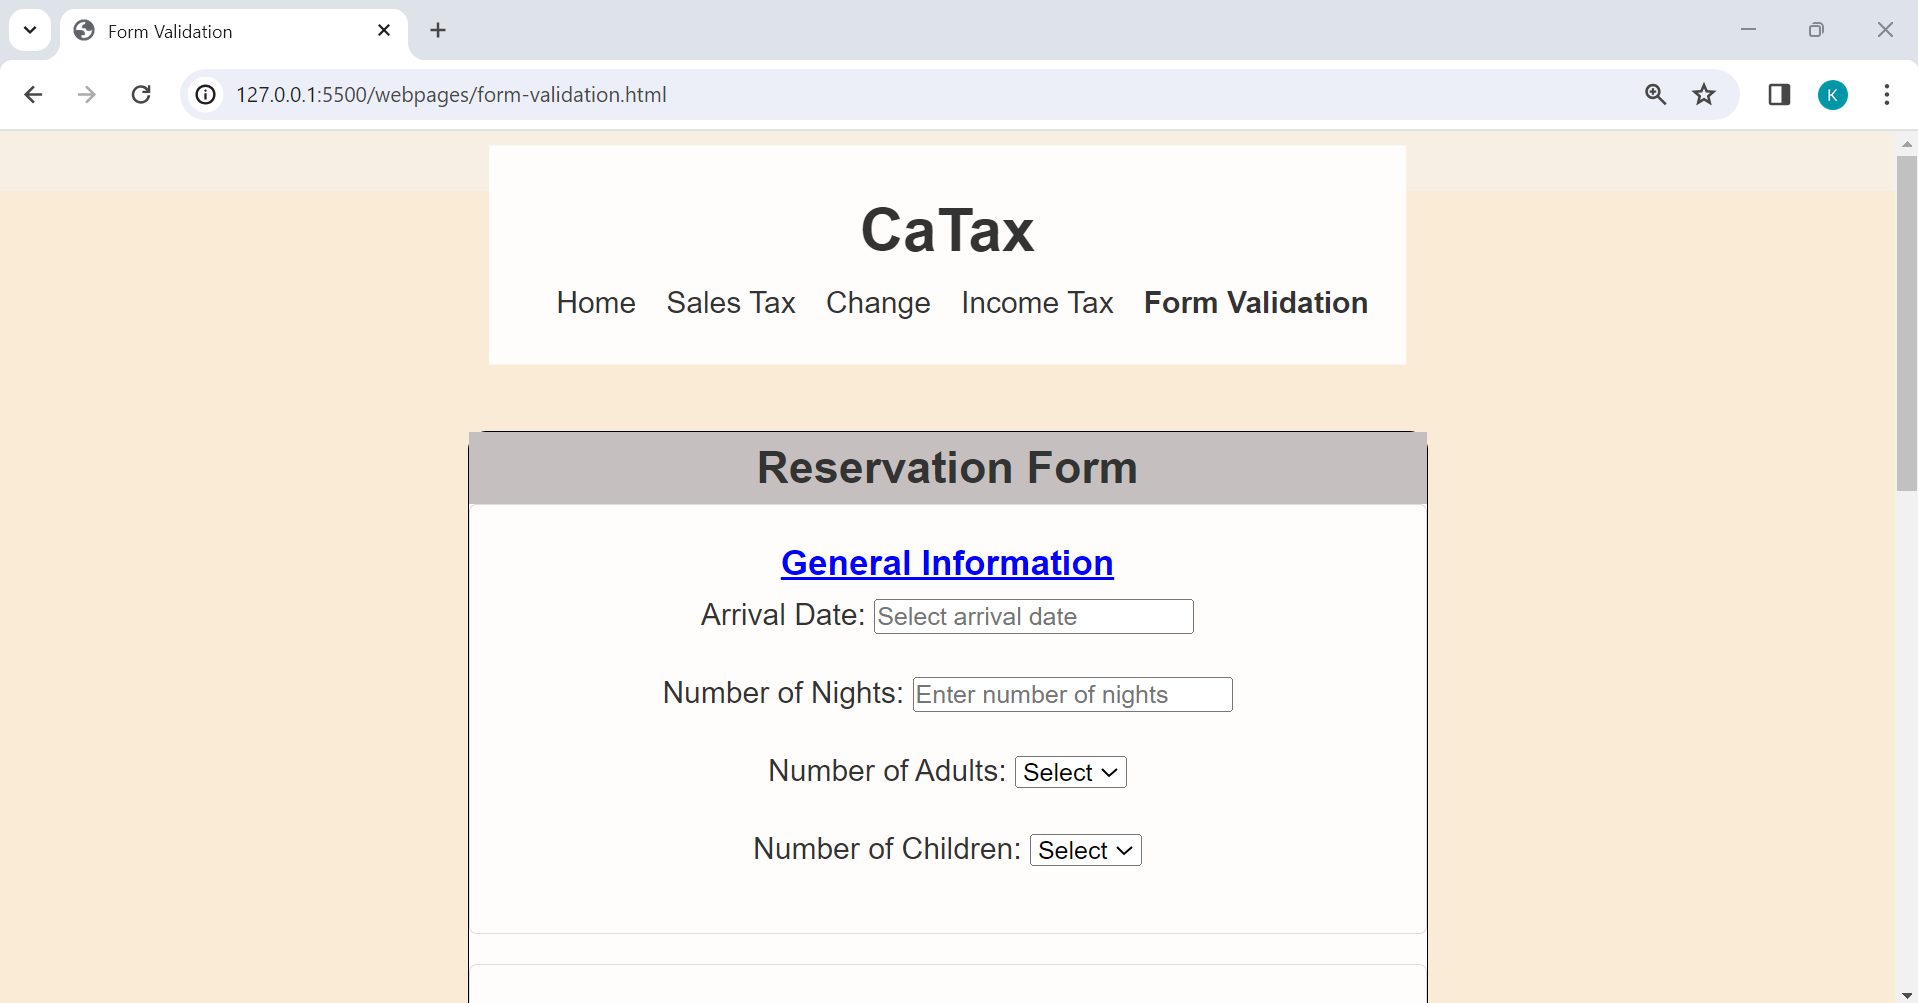 Form Validation
127.0.0.1:5500/webpages/form-validation.html
K
CaTax
Home Sales Tax Change Income Tax Form Validation
Reservation Form
General Information
Arrival Date: Select arrival date
Number of Nights: Enter number of nights
Number of Adults: Select
Number of Children: Select